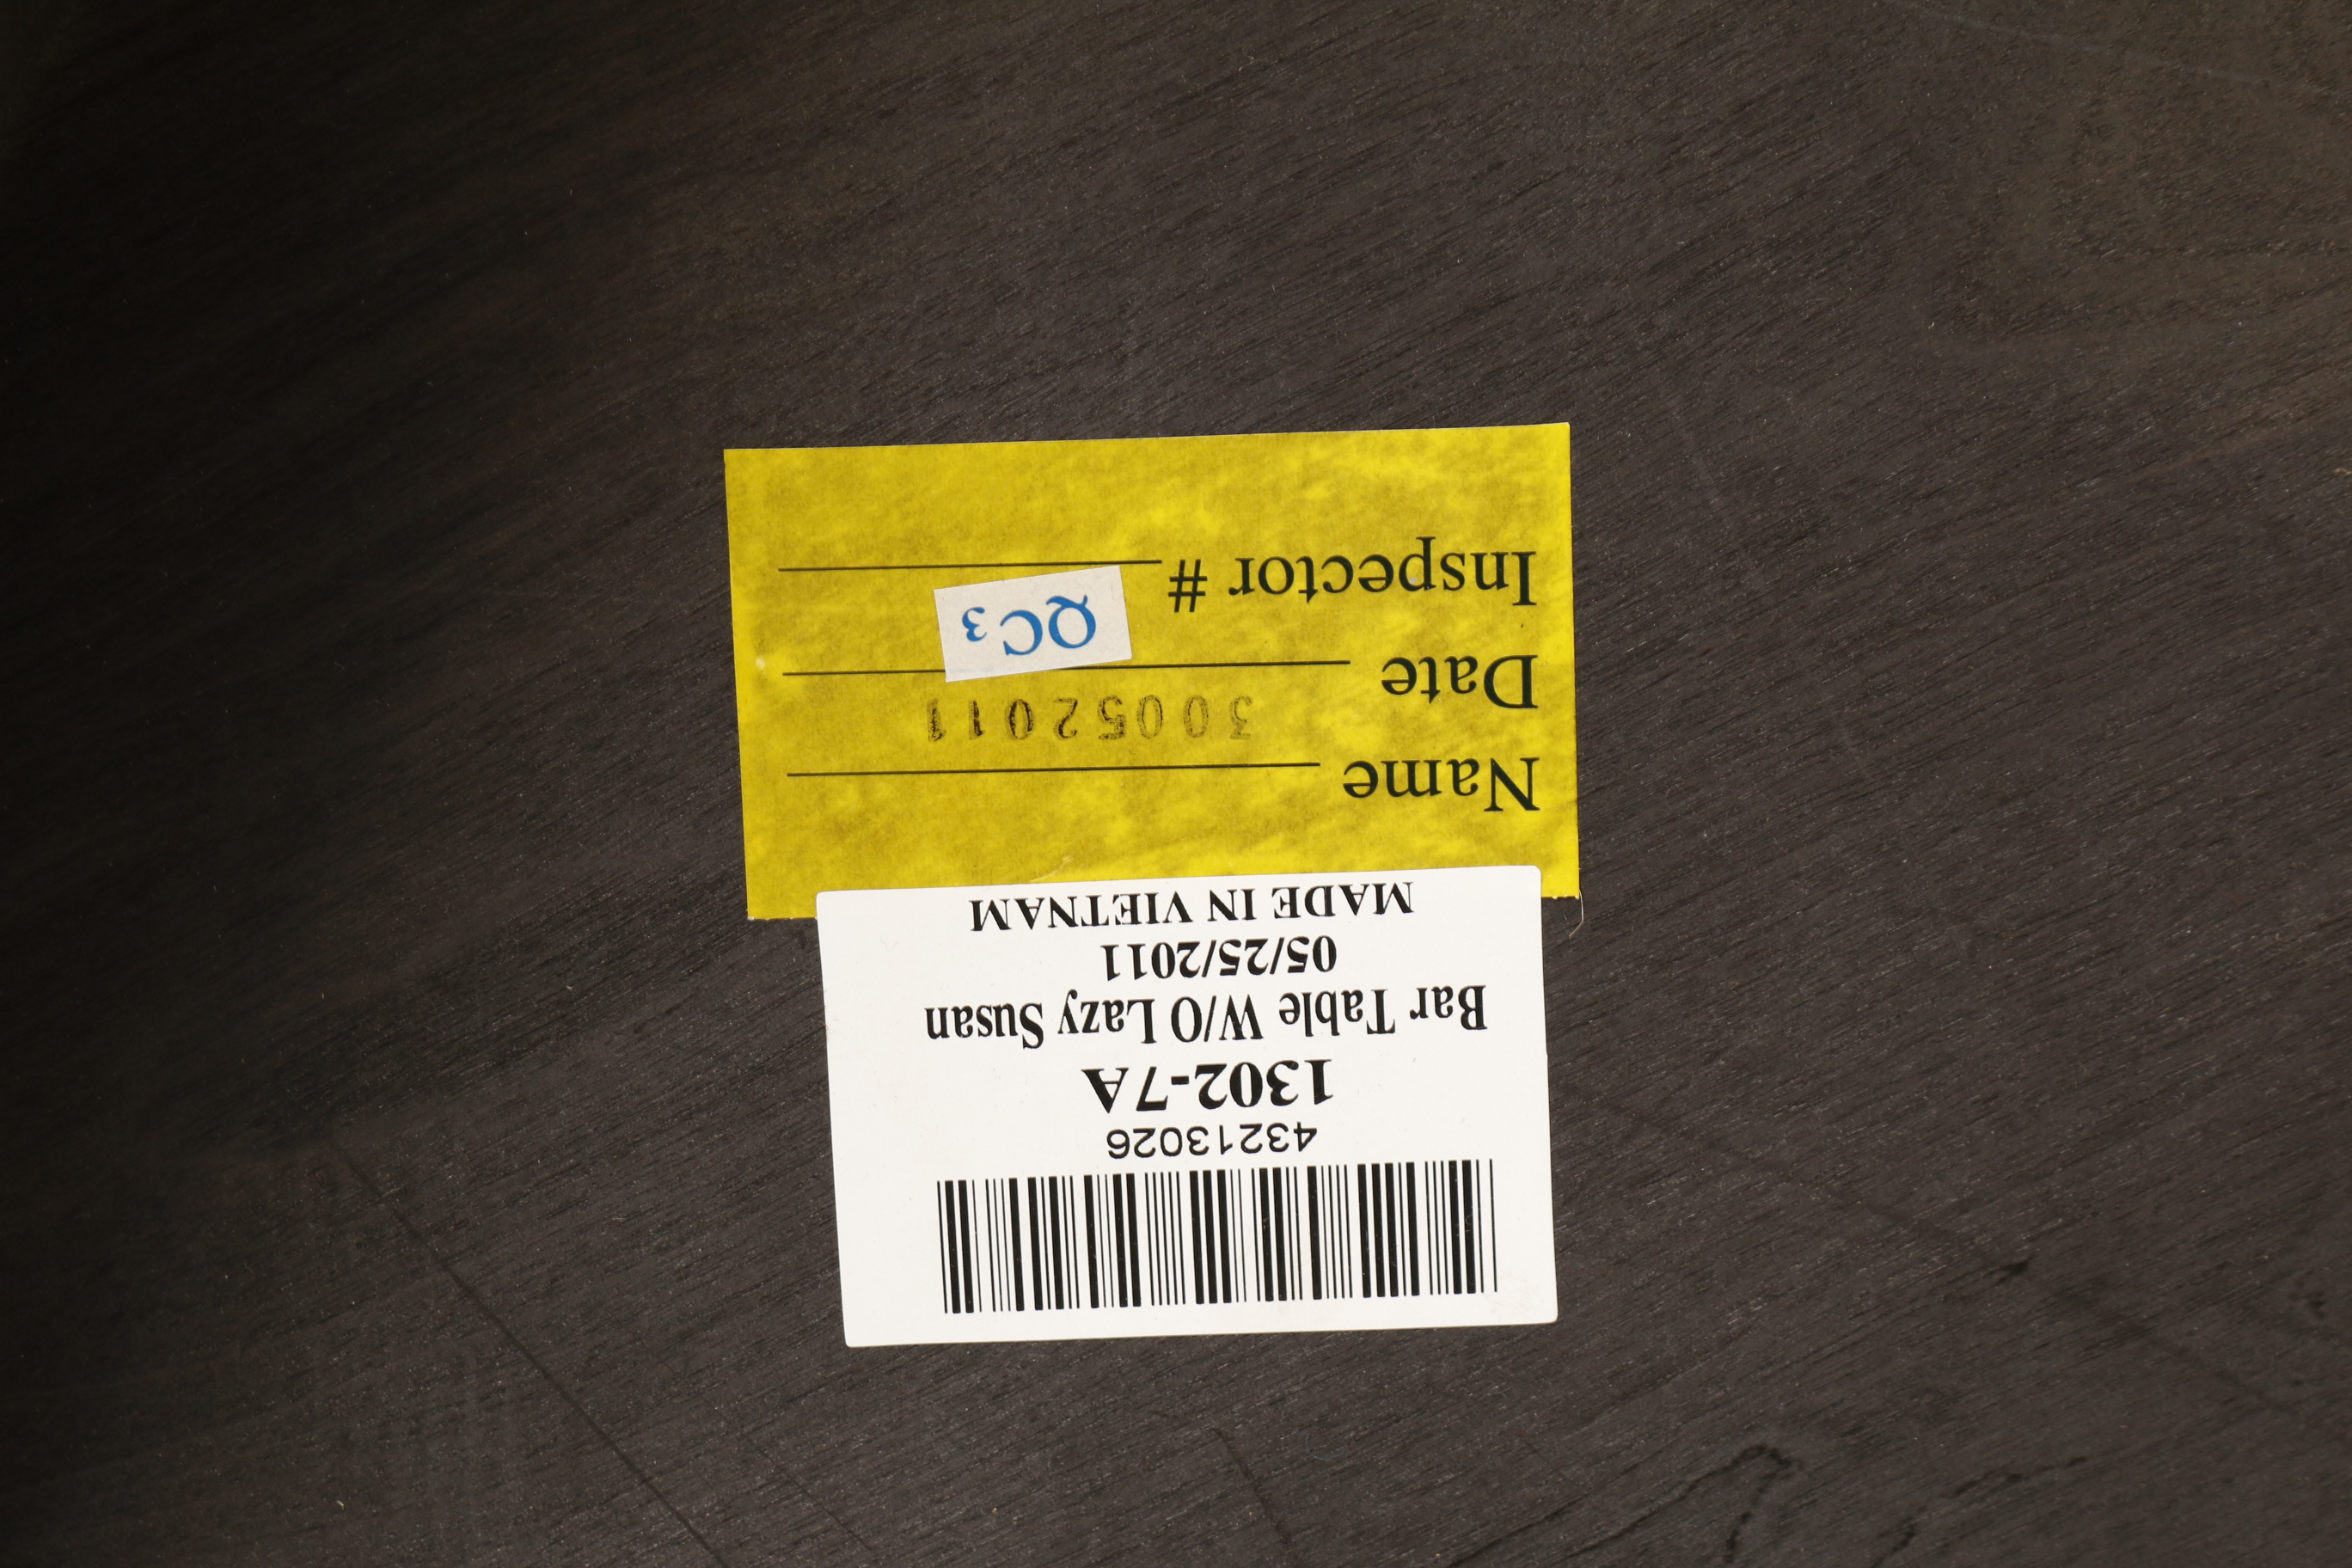 43213026
1302-7A
Bar Table W/O Lazy Susan
05/25/2011
MADE IN VIETNAM
Name
30052011
Date
QC3
Inspector #